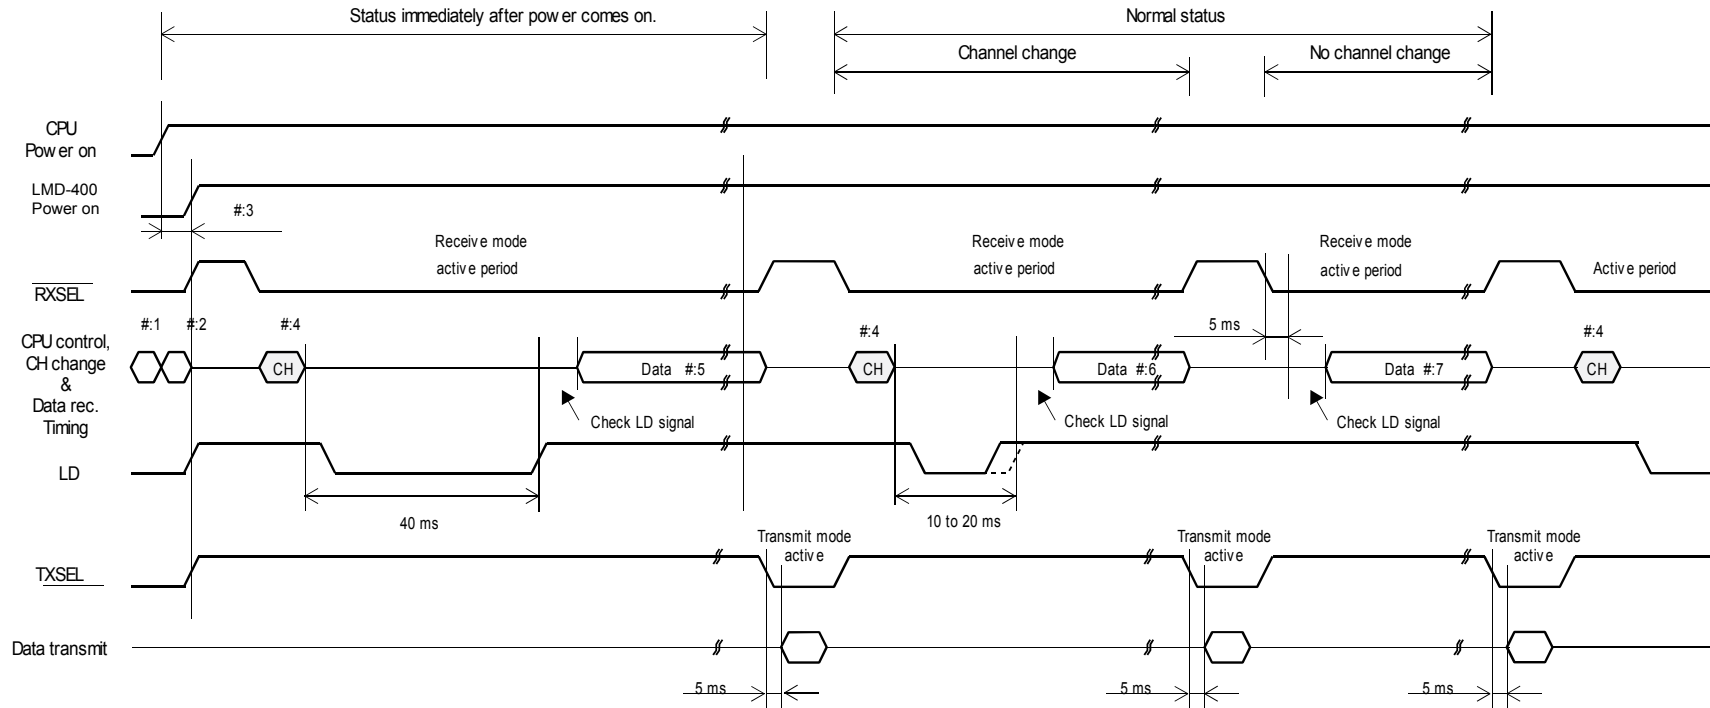 Status immediately after power comes on.
Normal status
Channel change
No channel change
CPU
Power on
LMD-400
Power on
#:3
Receive mode
active period
Receive mode
active period
Receive mode
active period
Active period
RXSEL
#:1
#:2
#:4
#:4
5 ms
#:4
CPU control,
CH change
&
Data rec.
Timing
CH
Data #:5
CH
Data #:6
Data #:7
CH
Check LD signal
Check LD signal
Check LD signal
LD
40 ms
10 to 20 ms
Transmit mode
active
Transmit mode
active
Transmit mode
active
TXSEL
Data transmit
5 ms
5 ms
5 ms